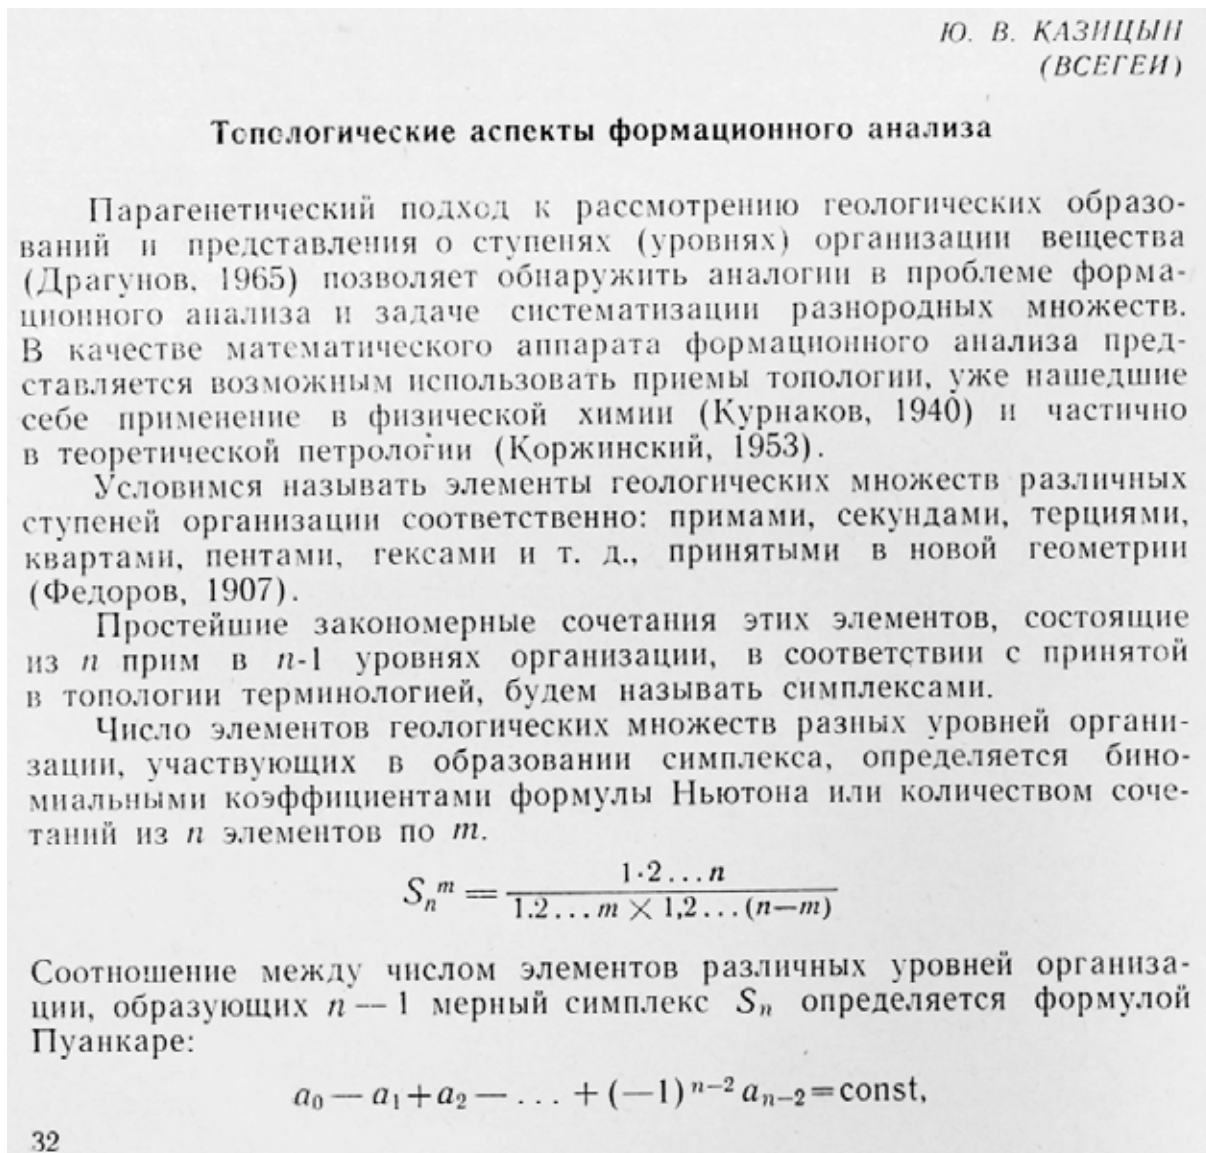 Ю. В. КАЗИЦЫН
(ВСЕГЕИ)
Топологические аспекты формационного анализа
Парагенетический подход к рассмотрению геологических образо-
ваний и представления о ступенях (уровнях) организации вещества
(Драгунов, 1965) позволяет обнаружить аналогии в проблеме форма-
ционного анализа и задаче систематизации разнородных множеств.
В качестве математического аппарата формационного анализа пред-
ставляется возможным использовать приемы топологии, уже нашедшие
себе применение в физической химии (Курнаков, 1940) и частично
в теоретической петрологии (Коржинский, 1953).
Условимся называть элементы геологических множеств различных
ступеней организации соответственно: примами, секундами, терциями,
квартами, пентами, гексами и т. д., принятыми в новой геометрии
(Федоров, 1907).
Простейшие закономерные сочетания этих элементов, состоящие
из n прим в n-1 уровнях организации, в соответствии с принятой
в топологии терминологией, будем называть симплексами.
Число элементов геологических множеств разных уровней органи-
зации, участвующих в образовании симплекса, определяется бино-
миальными коэффициентами формулы Ньютона или количеством соче-
таний из n элементов по m.
1·2...n
Sₙᵐ =
1.2...m × 1,2...(n—m)
Соотношение между числом элементов различных уровней организа-
ции, образующих n — 1 мерный симплекс Sₙ определяется формулой
Пуанкаре:
a₀ — a₁ + a₂ — ... + (—1)ⁿ⁻² aₙ₋₂ = const,
32